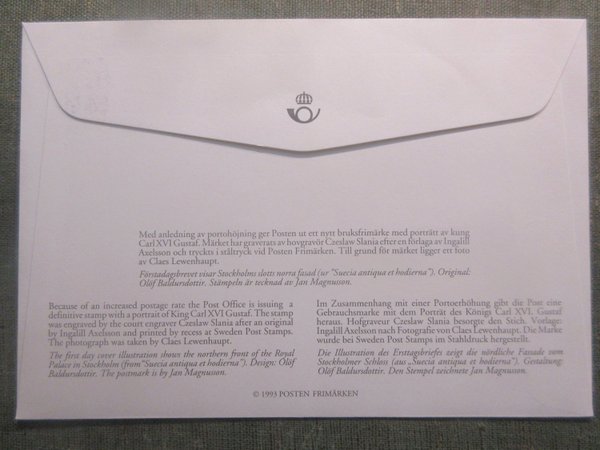 Med anledning av portohöjning ger Posten ut ett nytt bruksfrimärke med porträtt av kung
Carl XVI Gustaf. Märket har graverats av hovgravör Czeslaw Slania efter en förlaga av Ingalill
Axelsson och tryckts i ståltryck vid Posten Frimärken. Till grund för märket ligger ett foto
av Claes Lewenhaupt.
Förstadagsbrevet visar Stockholms slotts norra fasad (ur "Suecia antiqua et hodierna"). Original:
Olöf Baldursdottir. Stämpeln är tecknad av Jan Magnusson.
Because of an increased postage rate the Post Office is issuing a
definitive stamp with a portrait of King Carl XVI Gustaf. The stamp
was engraved by the court engraver Czeslaw Slania after an original
by Ingalill Axelsson and printed by recess at Sweden Post Stamps.
The photograph was taken by Claes Lewenhaupt.
The first day cover illustration shows the northern front of the Royal
Palace in Stockholm (from "Suecia antiqua et hodierna"). Design: Olöf
Baldursdottir. The postmark is by Jan Magnusson.
Im Zusammenhang mit einer Portoerhöhung gibt die Post eine
Gebrauchsmarke mit dem Porträt des Königs Carl XVI. Gustaf
heraus. Hofgraveur Czeslaw Slania besorgte den Stich. Vorlage:
Ingalill Axelsson nach Fotografie von Claes Lewenhaupt. Die Marke
wurde bei Sweden Post Stamps im Stahldruck hergestellt.
Die Illustration des Ersttagsbriefes zeigt die nördliche Fassade vom
Stockholmer Schloss (aus „Suecia antiqua et hodierna"). Gestaltung:
Olöf Baldursdottir. Den Stempel zeichnete Jan Magnusson.
© 1993 POSTEN FRIMÄRKEN